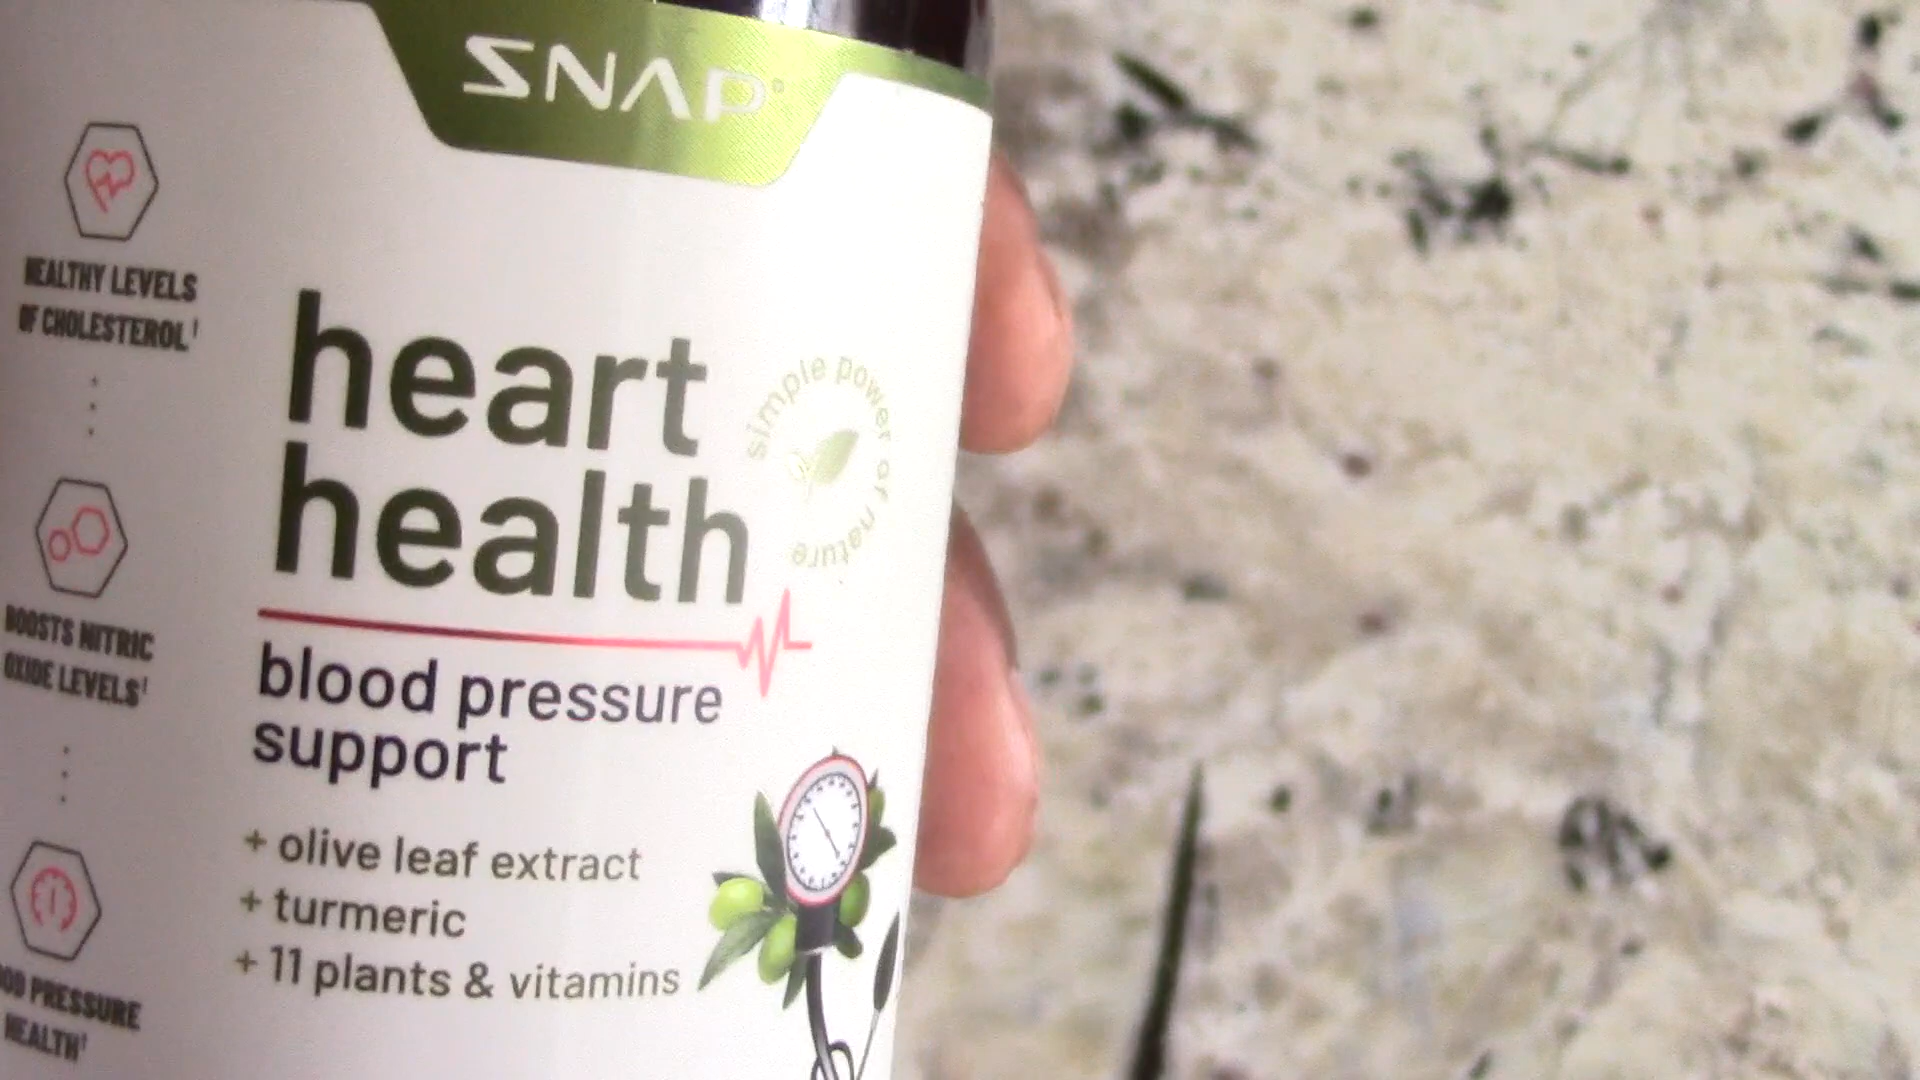 SNAP®
HEALTHY LEVELS
OF CHOLESTEROL†
BOOSTS NITRIC
OXIDE LEVELS†
PRESSURE
HEALTH†
heart
health
simple power of nature
blood pressure
support
+ olive leaf extract
+ turmeric
+ 11 plants & vitamins